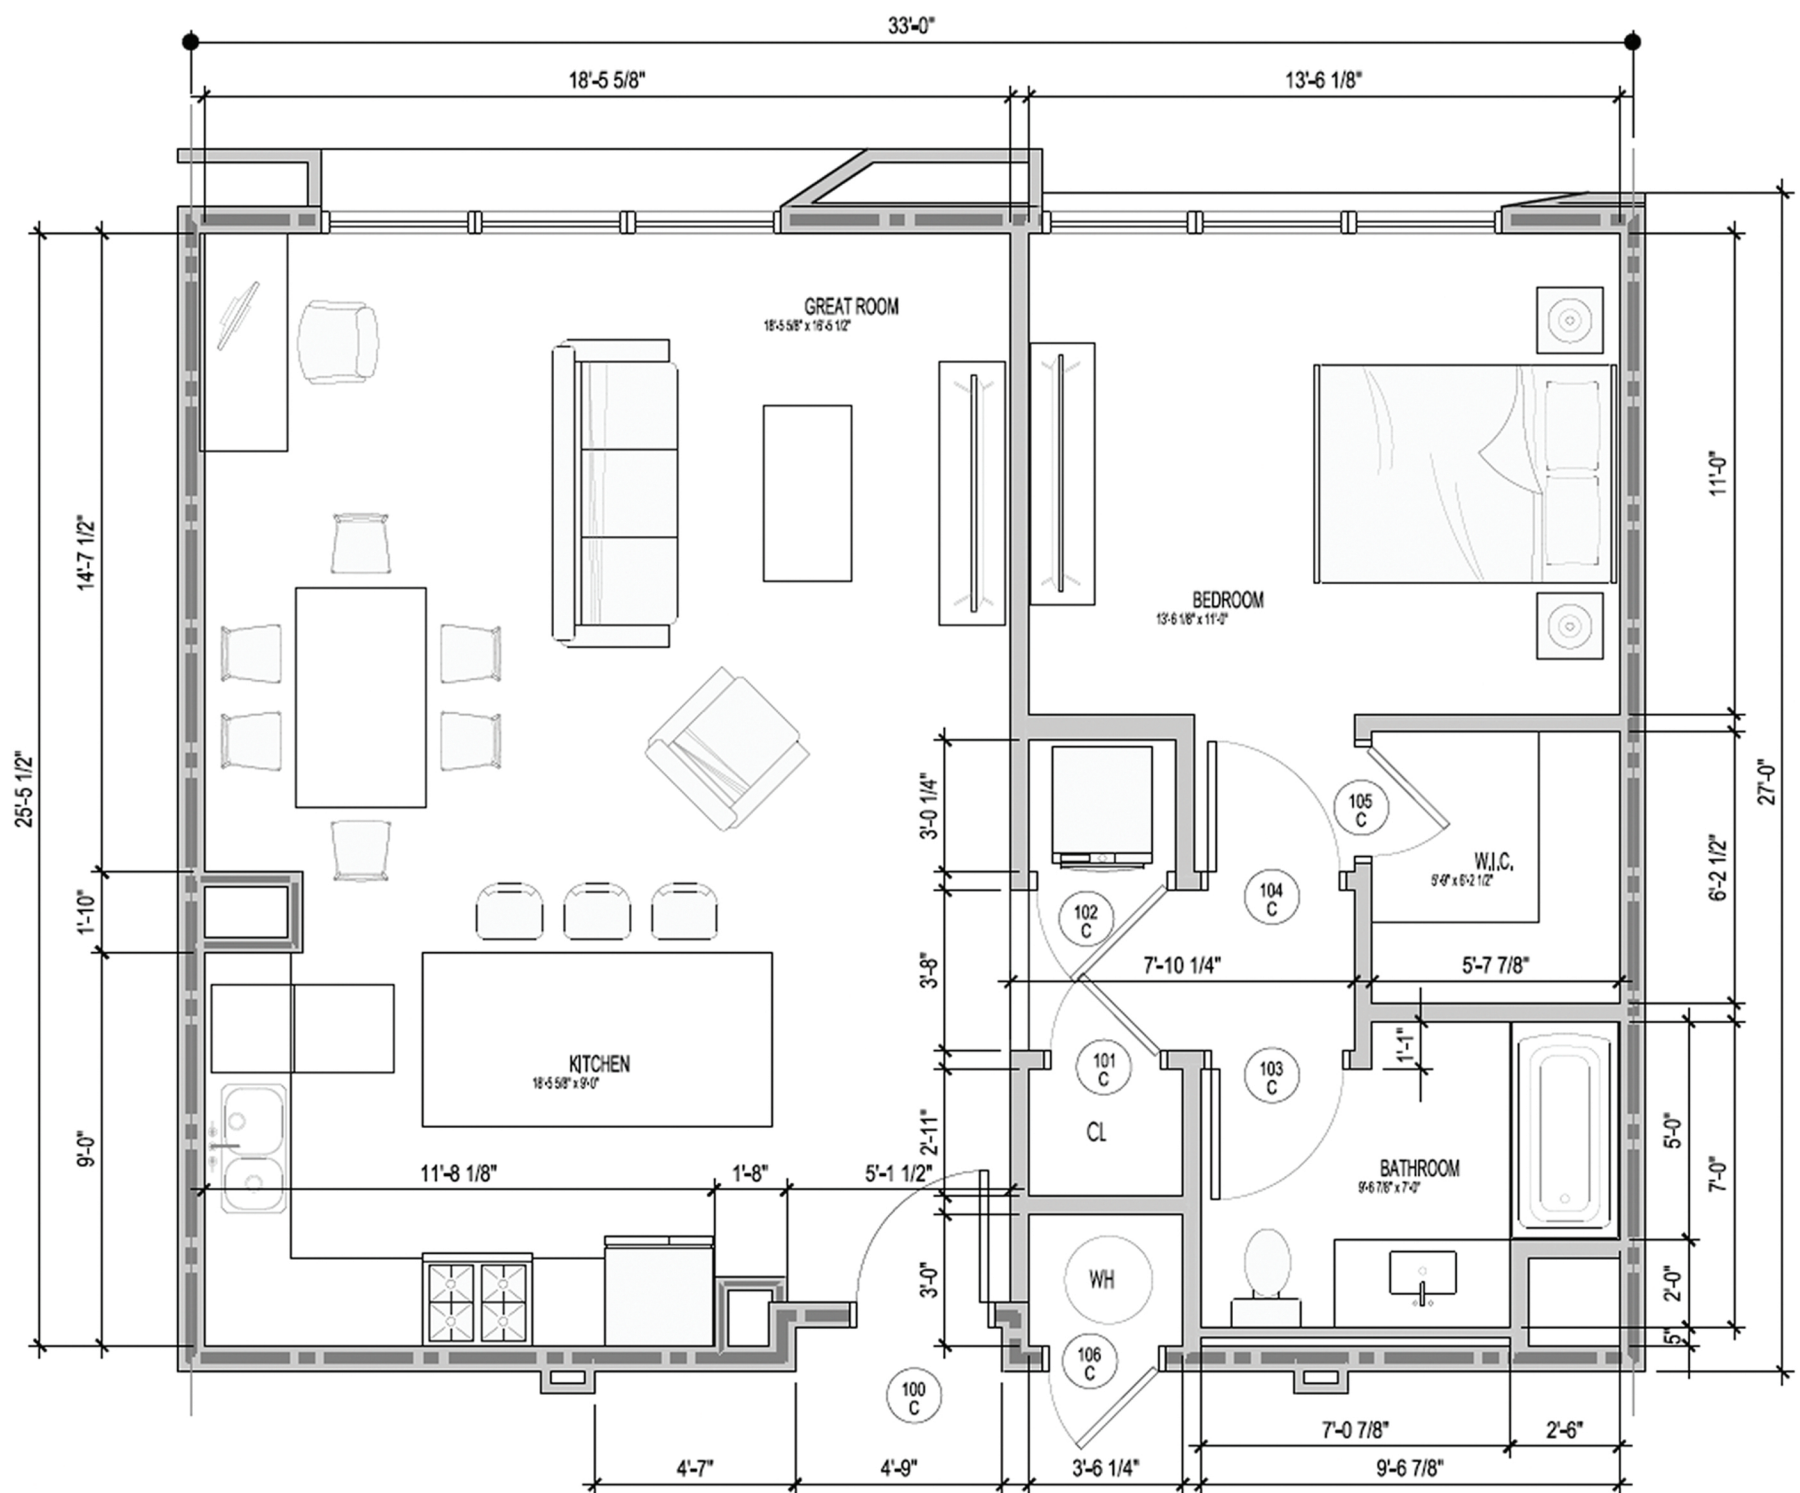 33'-0"
18'-5 5/8"
13'-6 1/8"
GREAT ROOM
18'-5 5/8" x 16'-5 1/2"
11'-0"
14'-7 1/2"
BEDROOM
13'-6 1/8" x 11'-0"
25'-5 1/2"
27'-0"
3'-0 1/4"
105
C
W.I.C.
6'-2 1/2"
1'-10"
102
C
104
C
3'-8"
7'-10 1/4"
5'-7 7/8"
KITCHEN
18'-5 5/8" x 9'-0"
101
C
103
C
1'-1"
9'-0"
2'-11"
CL
5'-0"
7'-0"
11'-8 1/8"
1'-8"
5'-1 1/2"
BATHROOM
9'-6 7/8" x 7'-0"
3'-0"
WH
2'-0"
5"
106
C
100
C
7'-0 7/8"
2'-6"
4'-7"
4'-9"
3'-6 1/4"
9'-6 7/8"